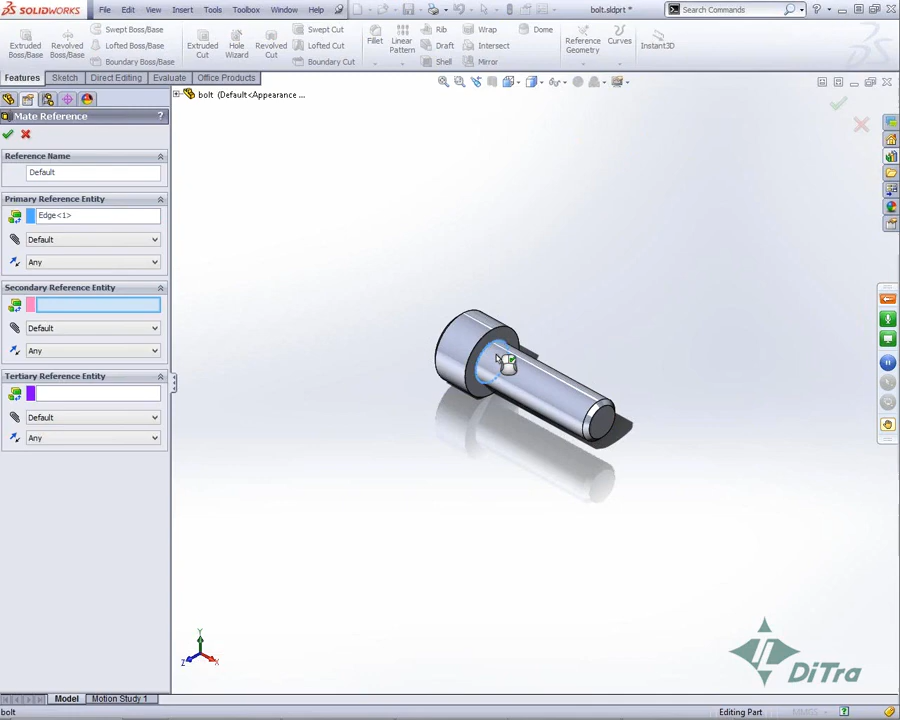 SOLIDWORKS File Edit View Insert Tools Toolbox Window Help bolt.sldprt * Search Commands
Extruded Boss/Base
Revolved Boss/Base
Swept Boss/Base
Lofted Boss/Base
Boundary Boss/Base
Extruded Cut
Hole Wizard
Revolved Cut
Swept Cut
Lofted Cut
Boundary Cut
Fillet
Linear Pattern
Rib
Draft
Shell
Wrap
Intersect
Mirror
Dome
Reference Geometry
Curves
Instant3D
Features Sketch Direct Editing Evaluate Office Products
bolt (Default<Appearance ...
Mate Reference ?
Reference Name
Default
Primary Reference Entity
Edge<1>
Default
Any
Secondary Reference Entity
Default
Any
Tertiary Reference Entity
Default
Any
Y
Z
X
DiTra
Model Motion Study 1
bolt Editing Part MMGS